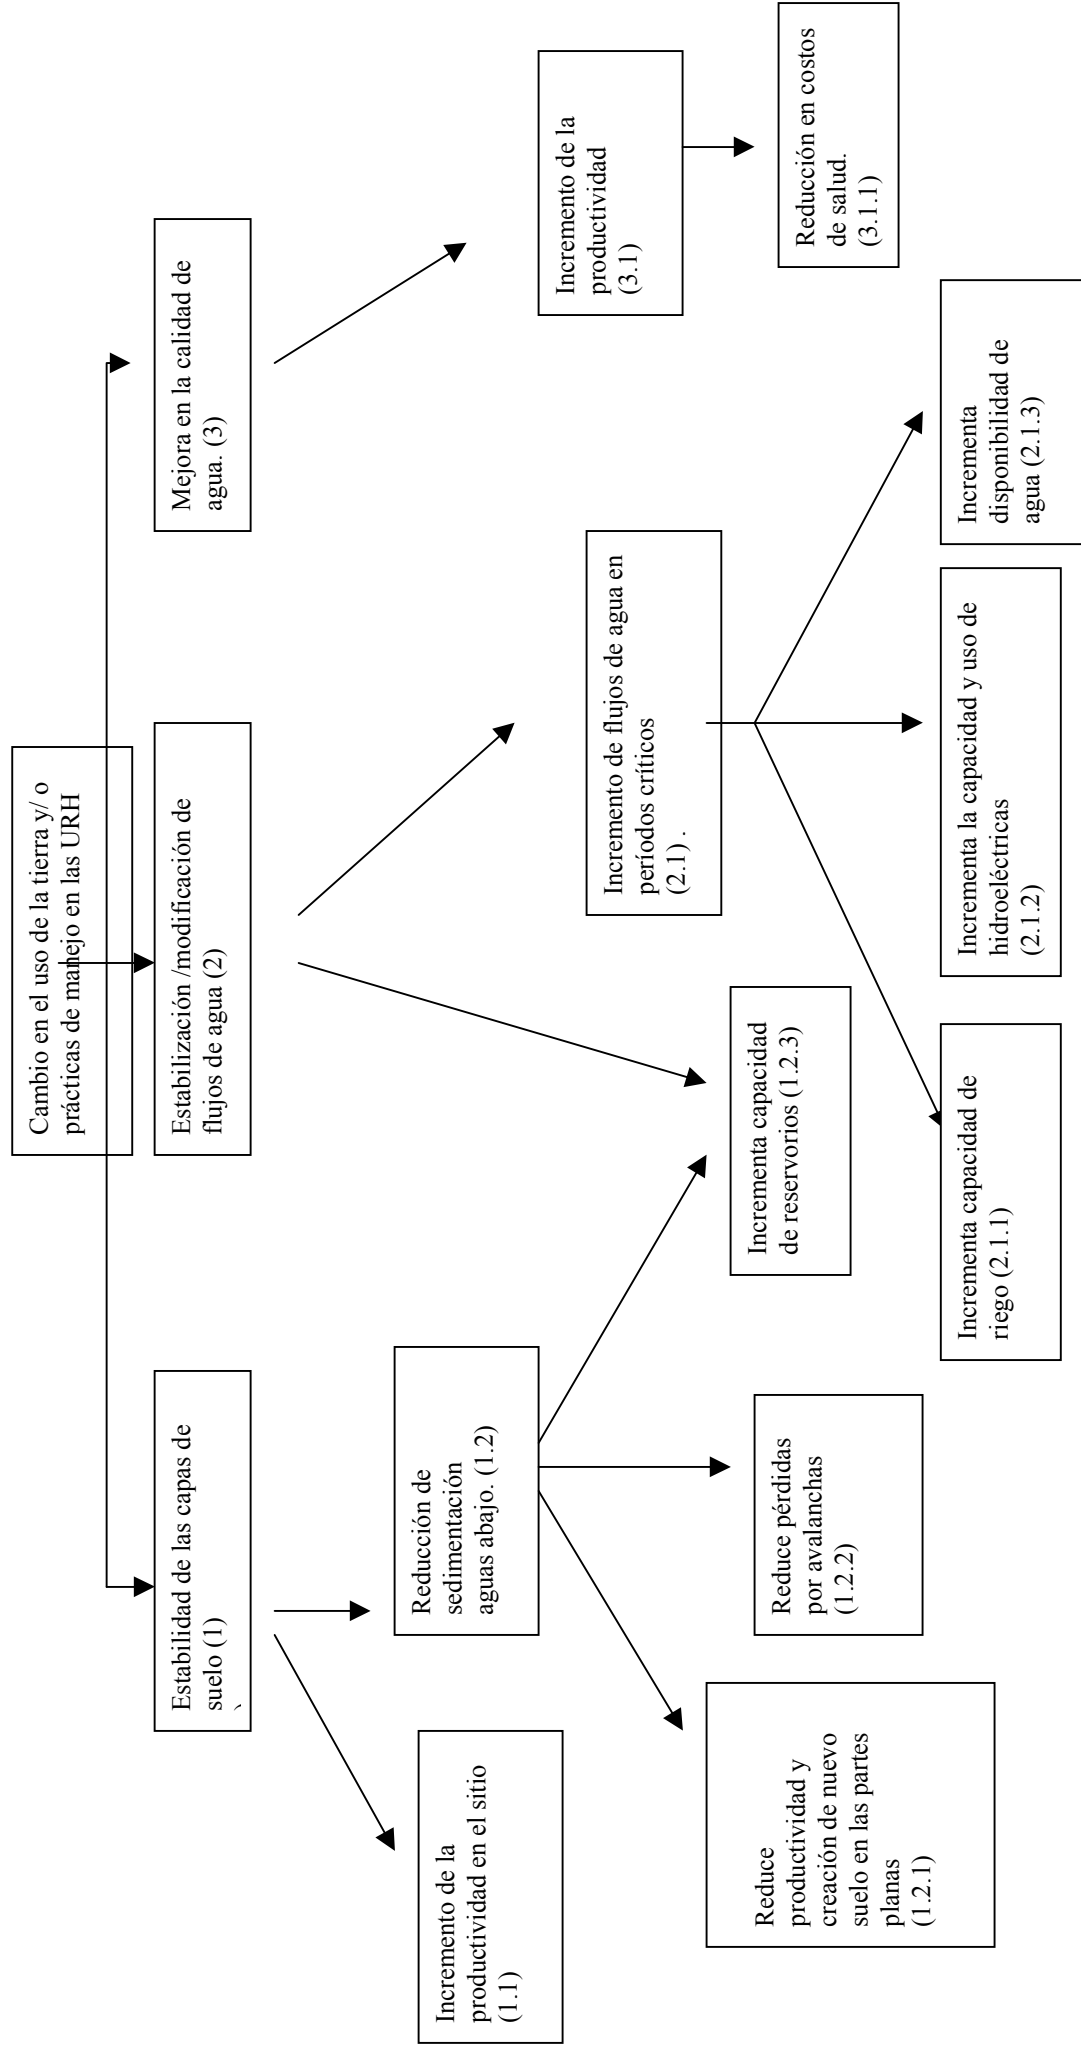 Cambio en el uso de la tierra y/ o
prácticas de manejo en las URH
Estabilidad de las capas de
suelo (1)
Estabilización /modificación de
flujos de agua (2)
Mejora en la calidad de
agua. (3)
Incremento de la
productividad en el sitio
(1.1)
Reducción de
sedimentación
aguas abajo. (1.2)
Incremento de flujos de agua en
períodos críticos
(2.1) .
Incremento de la
productividad
(3.1)
Reduce
productividad y
creación de nuevo
suelo en las partes
planas
(1.2.1)
Reduce pérdidas
por avalanchas
(1.2.2)
Incrementa capacidad
de reservorios (1.2.3)
Reducción en costos
de salud.
(3.1.1)
Incrementa capacidad de
riego (2.1.1)
Incrementa la capacidad y uso de
hidroeléctricas
(2.1.2)
Incrementa
disponibilidad de
agua (2.1.3)